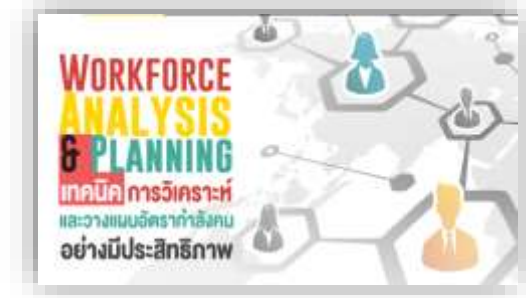 WORKFORCE
ANALYSIS
& PLANNING
เทคนิค การวิเคราะห์
และวางแผนอัตรากำลังคน
อย่างมีประสิทธิภาพ